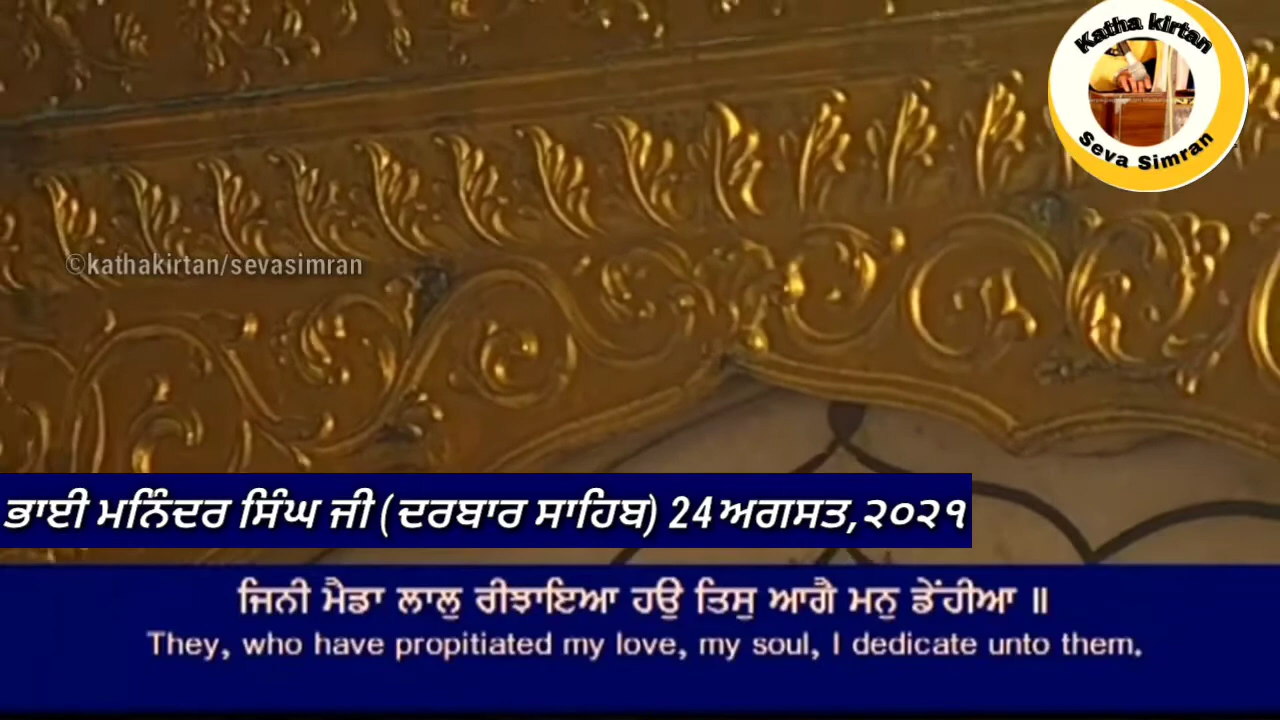 Katha kirtan
Seva Simran
©kathakirtan/sevasimran
ਭਾਈ ਮਨਿੰਦਰ ਸਿੰਘ ਜੀ (ਦਰਬਾਰ ਸਾਹਿਬ) 24 ਅਗਸਤ,੨੦੨੧
ਜਿਨੀ ਮੈਡਾ ਲਾਲੁ ਰੀਝਾਇਆ ਹਉ ਤਿਸੁ ਆਗੈ ਮਨੁ ਡੇਂਹੀਆ ॥
They, who have propitiated my love, my soul, I dedicate unto them.